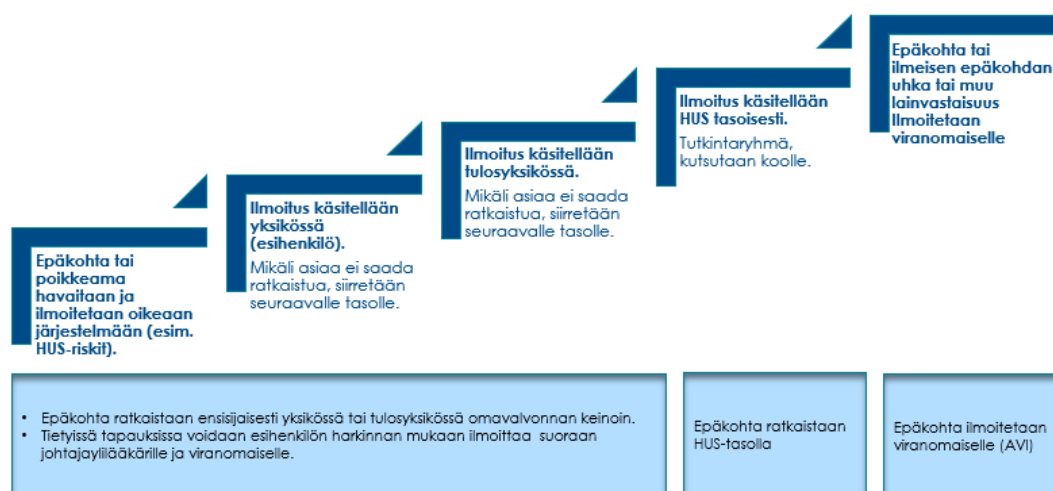 Epäkohta tai
poikkeama
havaitaan ja
ilmoitetaan oikeaan
järjestelmään (esim.
HUS-riskit).
Ilmoitus käsitellään
yksikössä
(esihenkilö).
Mikäli asiaa ei saada
ratkaistua, siirretään
seuraavalle tasolle.
Ilmoitus käsitellään
tulosyksikössä.
Mikäli asiaa ei saada
ratkaistua, siirretään
seuraavalle tasolle.
Ilmoitus käsitellään
HUS tasoisesti.
Tutkintaryhmä,
kutsutaan koolle.
Epäkohta tai
ilmeisen epäkohdan
uhka tai muu
lainvastaisuus
Ilmoitetaan
viranomaiselle
• Epäkohta ratkaistaan ensisijaisesti yksikössä tai tulosyksikössä omavalvonnan keinoin.
• Tietyissä tapauksissa voidaan esihenkilön harkinnan mukaan ilmoittaa suoraan
johtajaylilääkärille ja viranomaiselle.
Epäkohta ratkaistaan
HUS-tasolla
Epäkohta ilmoitetaan
viranomaiselle (AVI)